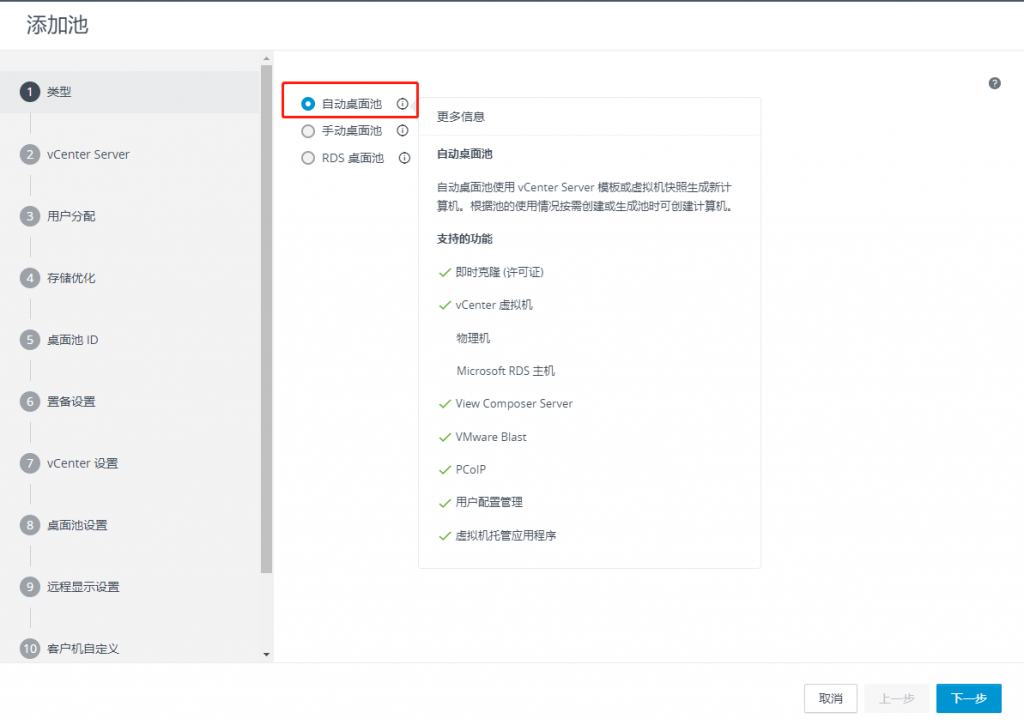 添加池
1 类型
2 vCenter Server
3 用户分配
4 存储优化
5 桌面池 ID
6 置备设置
7 vCenter 设置
8 桌面池设置
9 远程显示设置
10 客户机自定义
自动桌面池
手动桌面池
RDS 桌面池
更多信息
自动桌面池
自动桌面池使用 vCenter Server 模板或虚拟机快照生成新计
算机。根据池的使用情况按需创建或生成池时可创建计算机。
支持的功能
即时克隆 (许可证)
vCenter 虚拟机
物理机
Microsoft RDS 主机
View Composer Server
VMware Blast
PCoIP
用户配置管理
虚拟机托管应用程序
取消
上一步
下一步